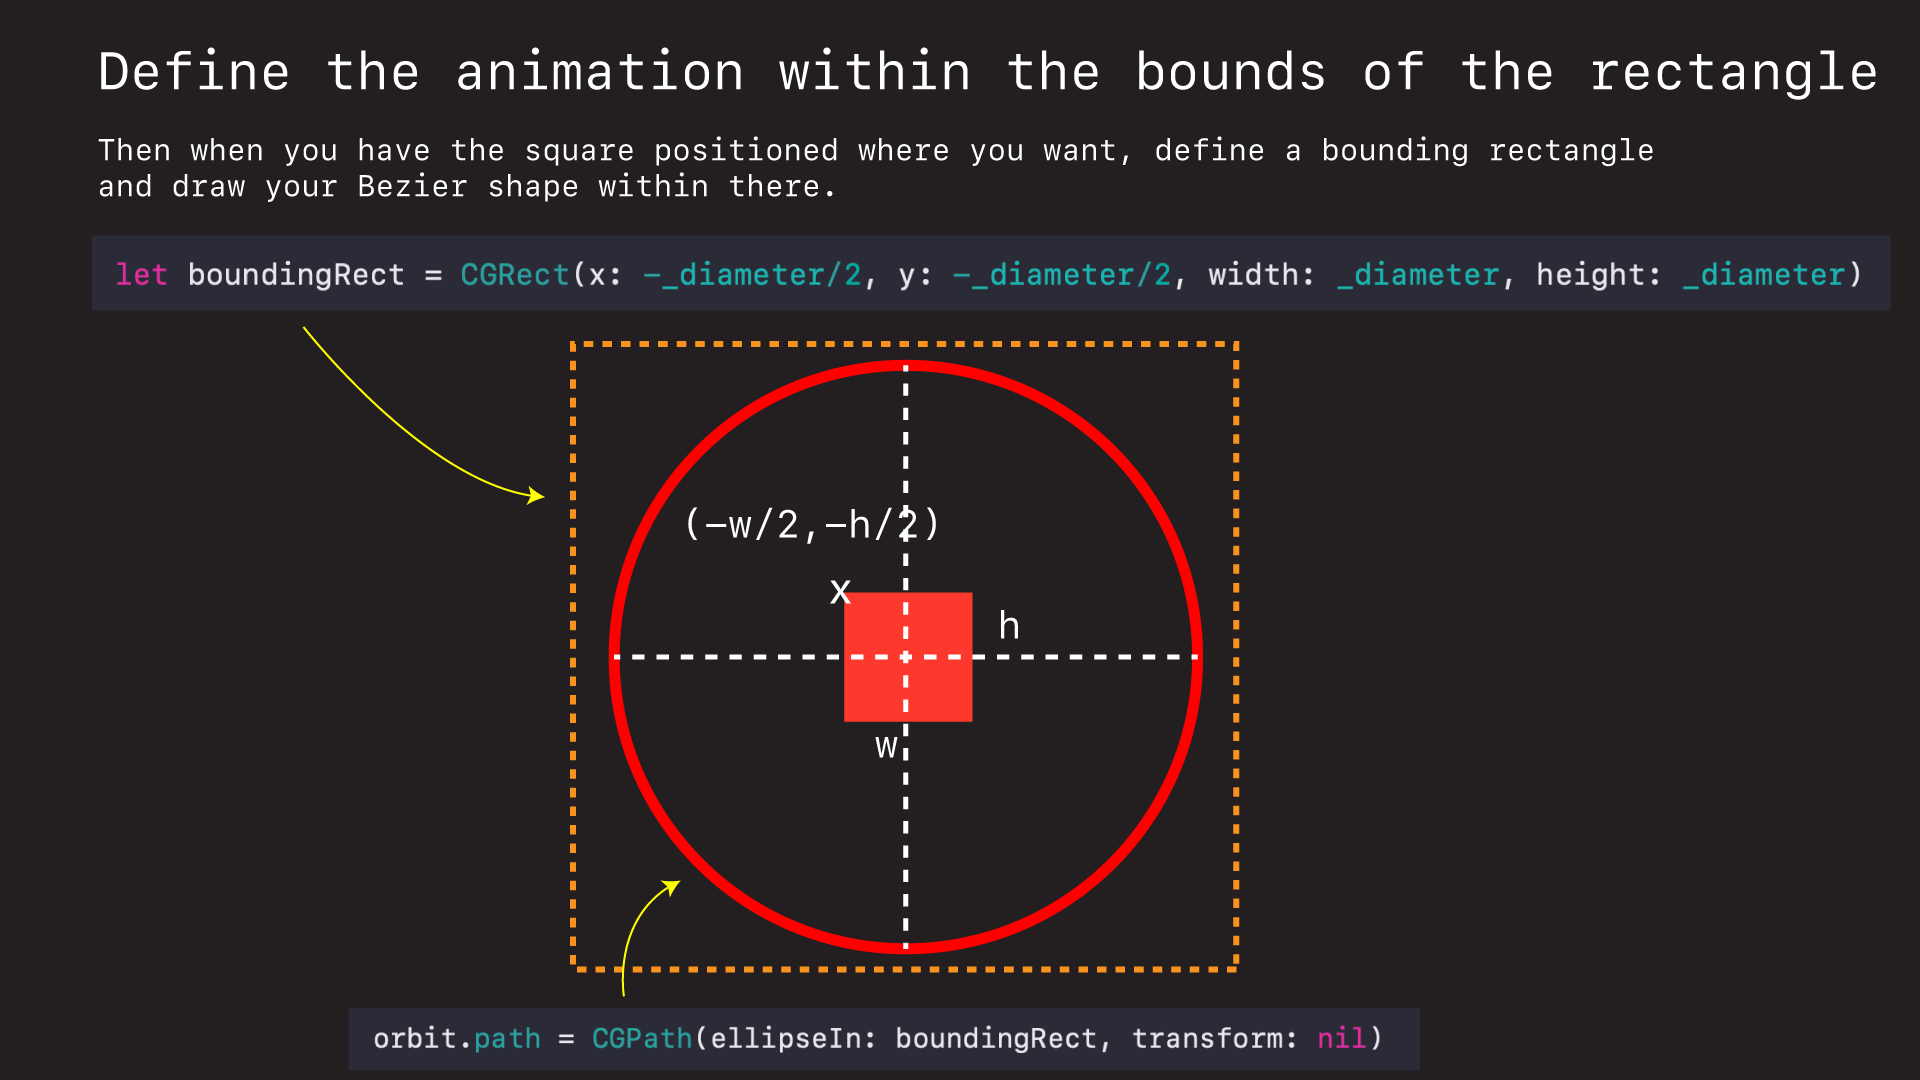 Define the animation within the bounds of the rectangle
Then when you have the square positioned where you want, define a bounding rectangle
and draw your Bezier shape within there.
let boundingRect = CGRect(x: -_diameter/2, y: -_diameter/2, width: _diameter, height: _diameter)
(-w/2,-h/2)
x
h
w
orbit.path = CGPath(ellipseIn: boundingRect, transform: nil)